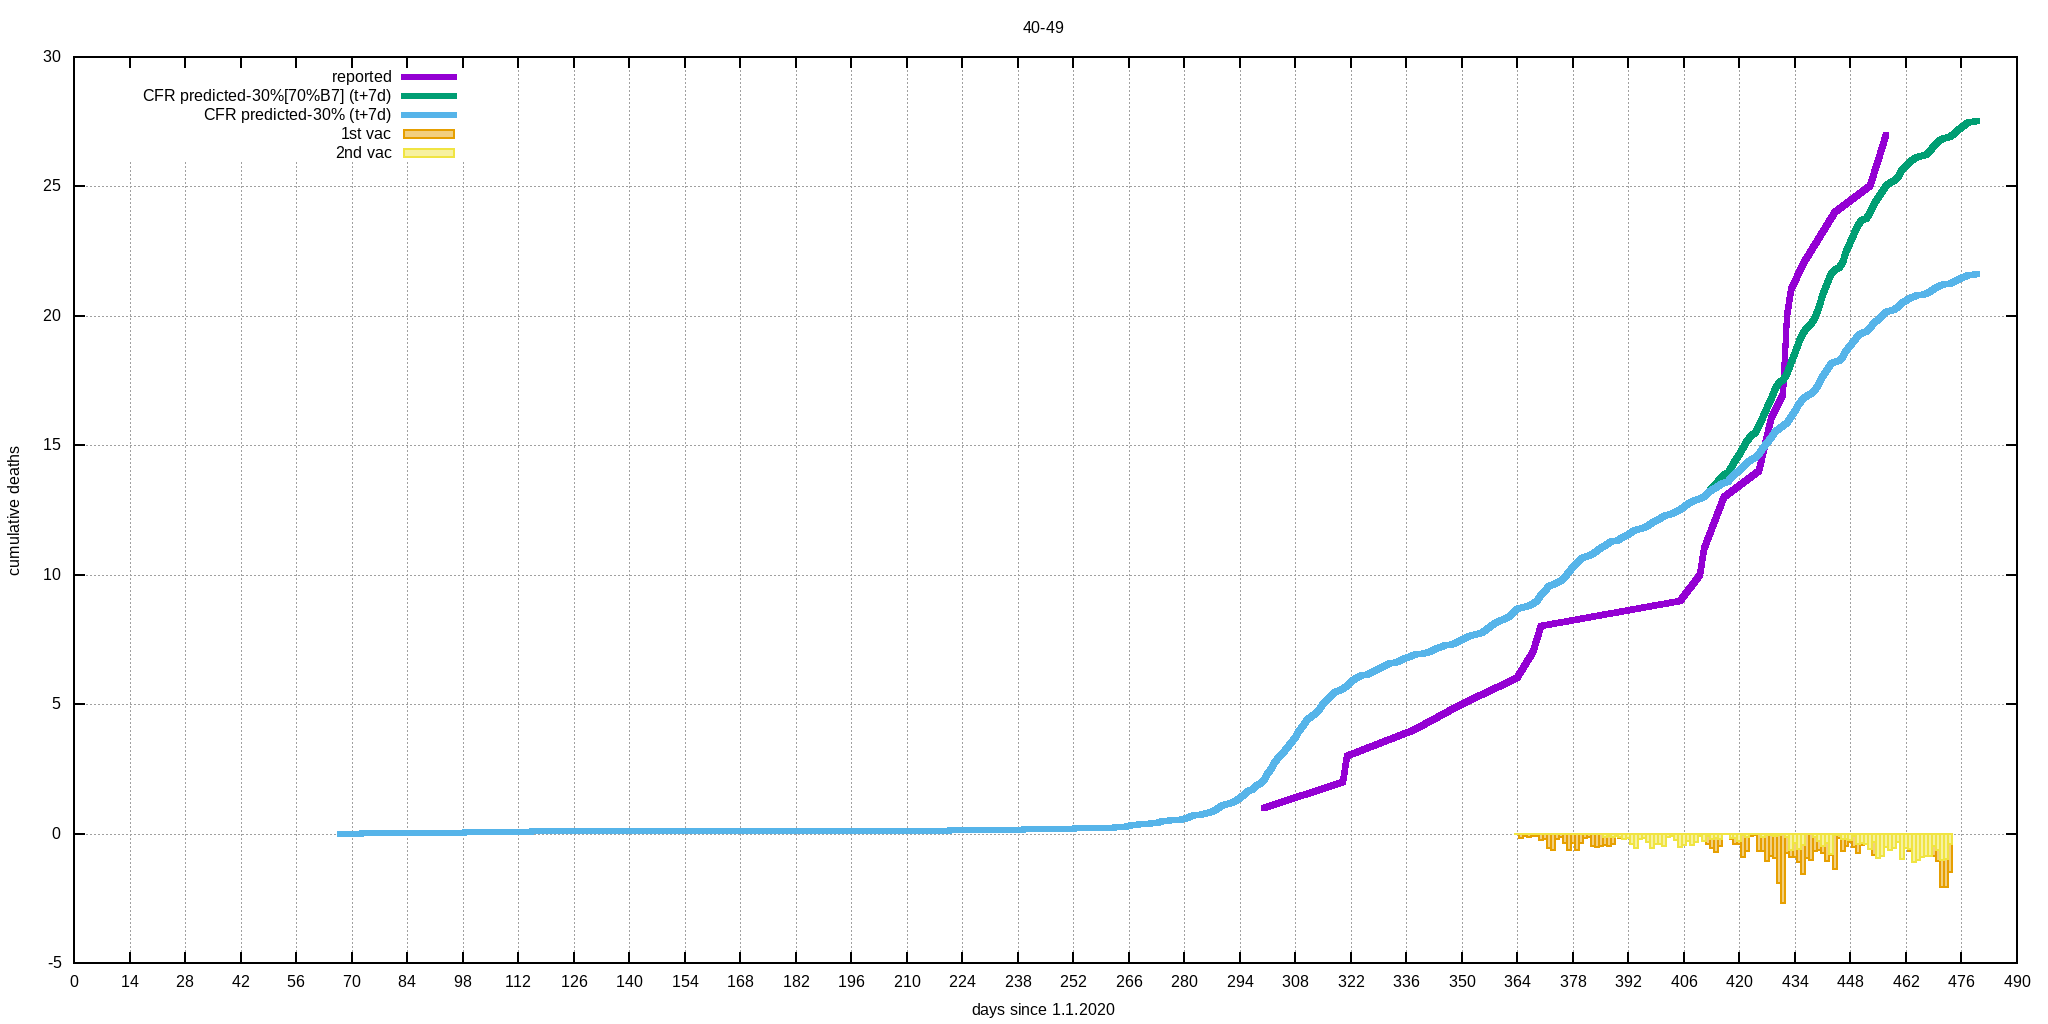 40-49
30
reported
CFR predicted-30%[70%B7] (t+7d)
CFR predicted-30% (t+7d)
1st vac
2nd vac
25
20
15
10
5
0
-5
cumulative deaths
0 14 28 42 56 70 84 98 112 126 140 154 168 182 196 210 224 238 252 266 280 294 308 322 336 350 364 378 392 406 420 434 448 462 476 490
days since 1.1.2020